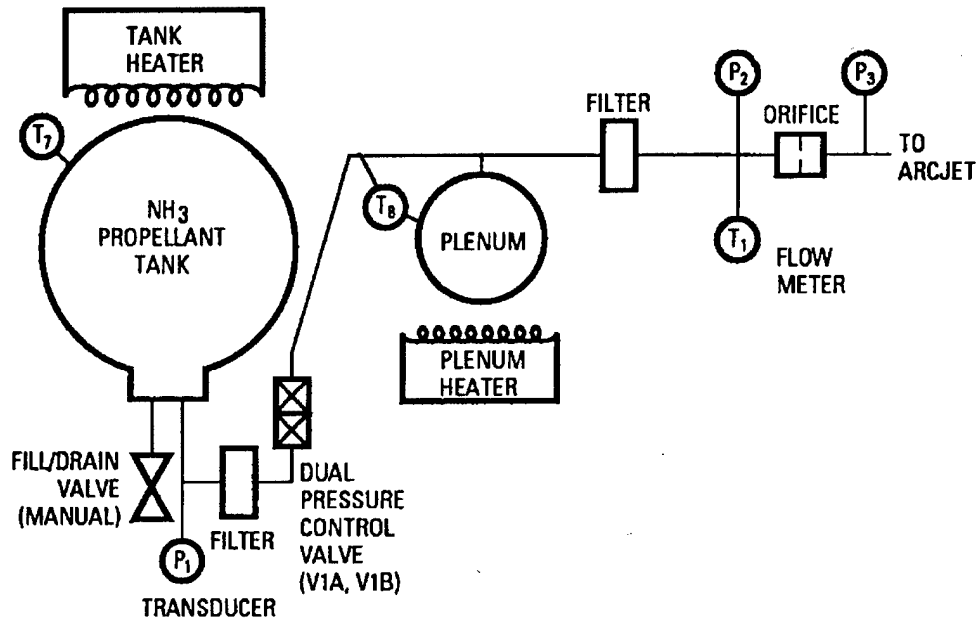 TANK
HEATER
T7
NH3
PROPELLANT
TANK
FILL/DRAIN
VALVE
(MANUAL)
P1
TRANSDUCER
FILTER
DUAL
PRESSURE
CONTROL
VALVE
(V1A, V1B)
T8
PLENUM
PLENUM
HEATER
FILTER
P2
T1
FLOW
METER
ORIFICE
P3
TO
ARCJET